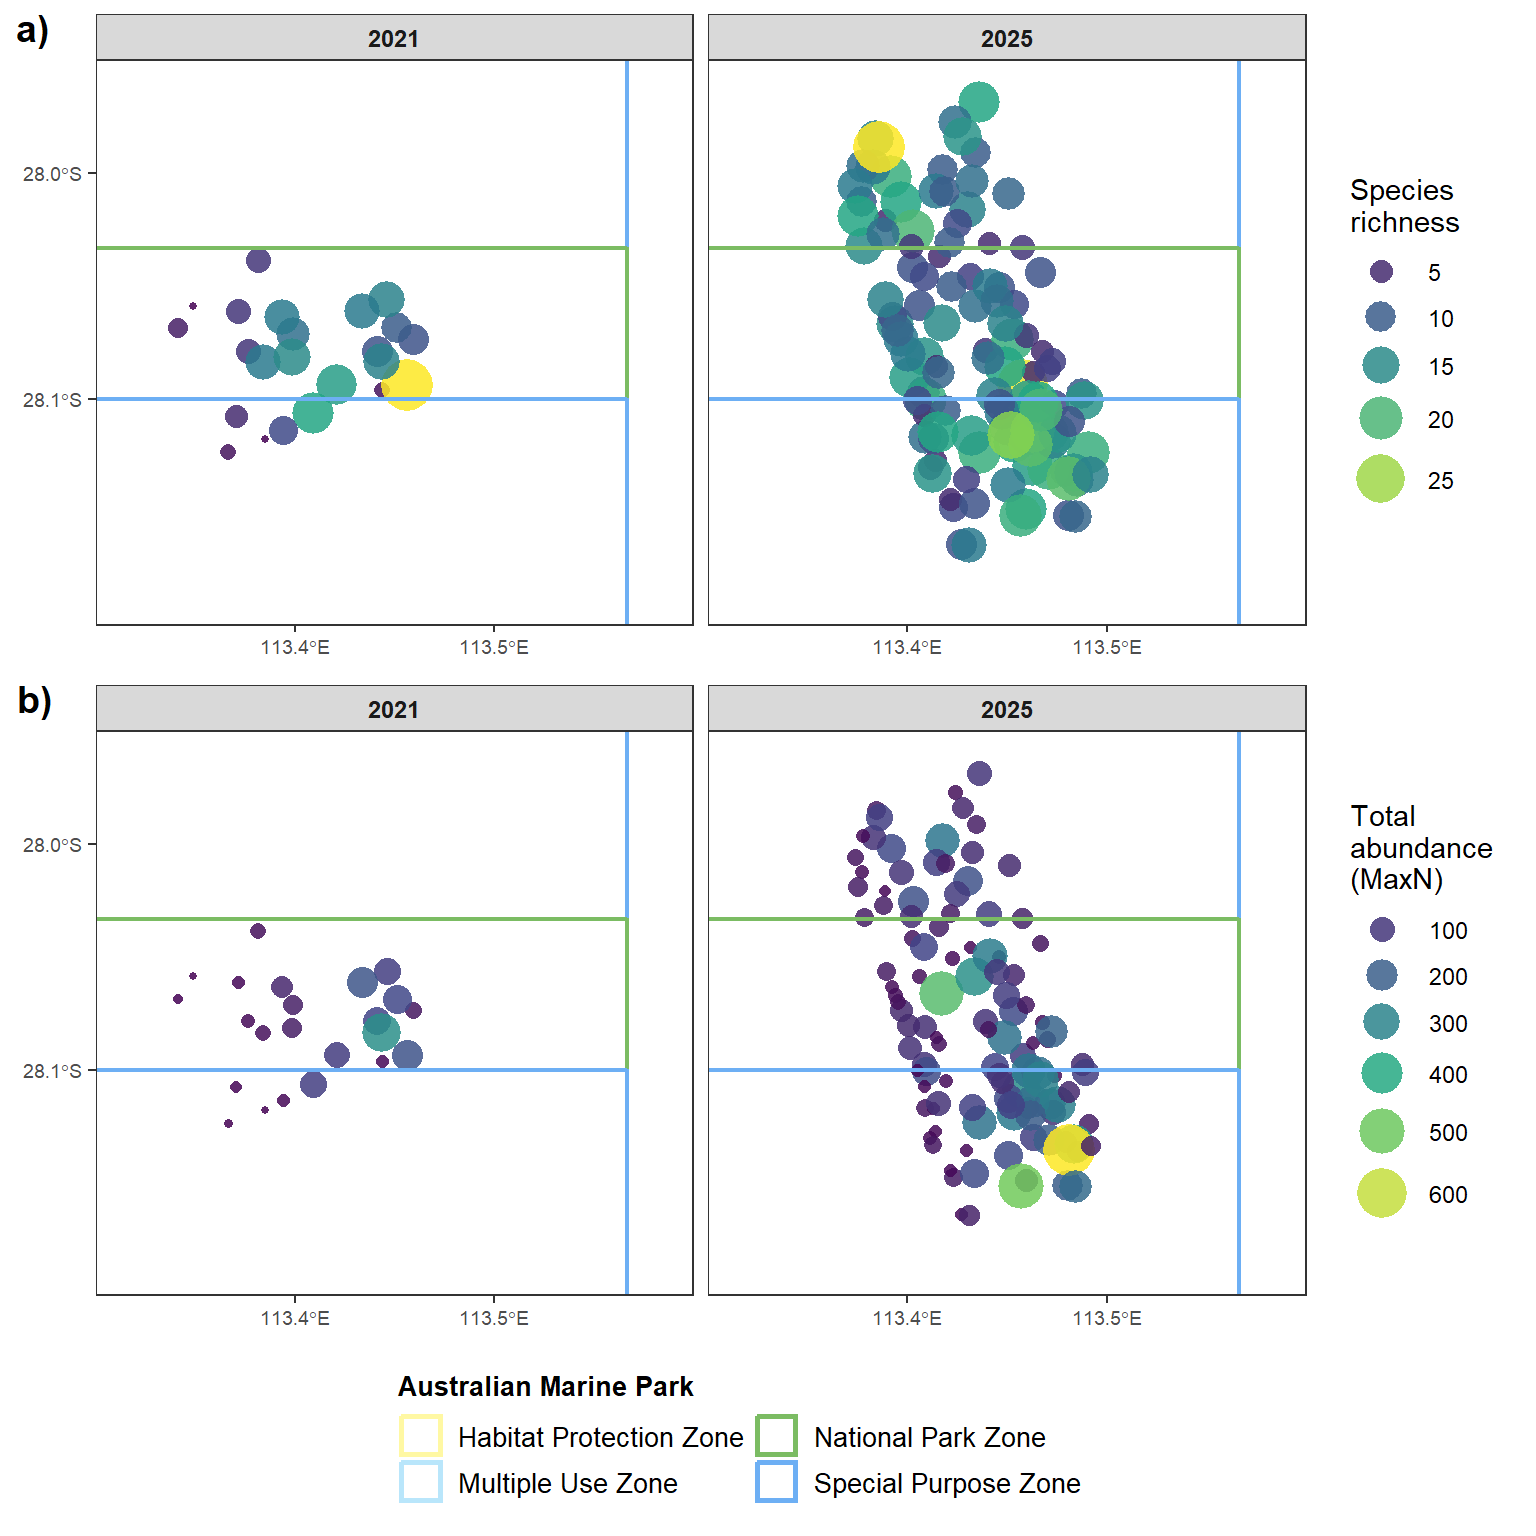 a)
2021
2025
28.0°S
28.1°S
113.4°E
113.5°E
113.4°E
113.5°E
Species
richness
5
10
15
20
25
b)
2021
2025
28.0°S
28.1°S
113.4°E
113.5°E
113.4°E
113.5°E
Total
abundance
(MaxN)
100
200
300
400
500
600
Australian Marine Park
Habitat Protection Zone
National Park Zone
Multiple Use Zone
Special Purpose Zone